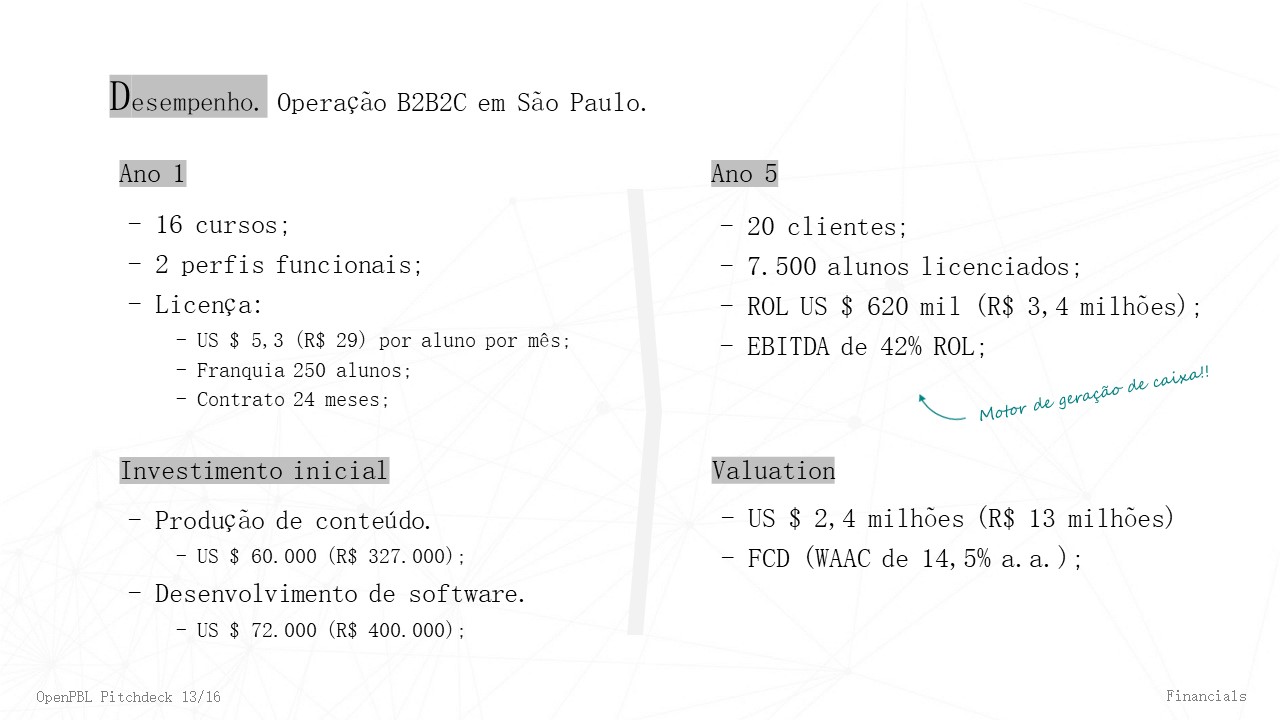 Desempenho. Operação B2B2C em São Paulo.
Ano 1
- 16 cursos;
- 2 perfis funcionais;
- Licença:
- US $ 5,3 (R$ 29) por aluno por mês;
- Franquia 250 alunos;
- Contrato 24 meses;
Investimento inicial
- Produção de conteúdo.
- US $ 60.000 (R$ 327.000);
- Desenvolvimento de software.
- US $ 72.000 (R$ 400.000);
Ano 5
- 20 clientes;
- 7.500 alunos licenciados;
- ROL US $ 620 mil (R$ 3,4 milhões);
- EBITDA de 42% ROL;
Motor de geração de caixa!!
Valuation
- US $ 2,4 milhões (R$ 13 milhões)
- FCD (WAAC de 14,5% a.a.);
OpenPBL Pitchdeck 13/16
Financials